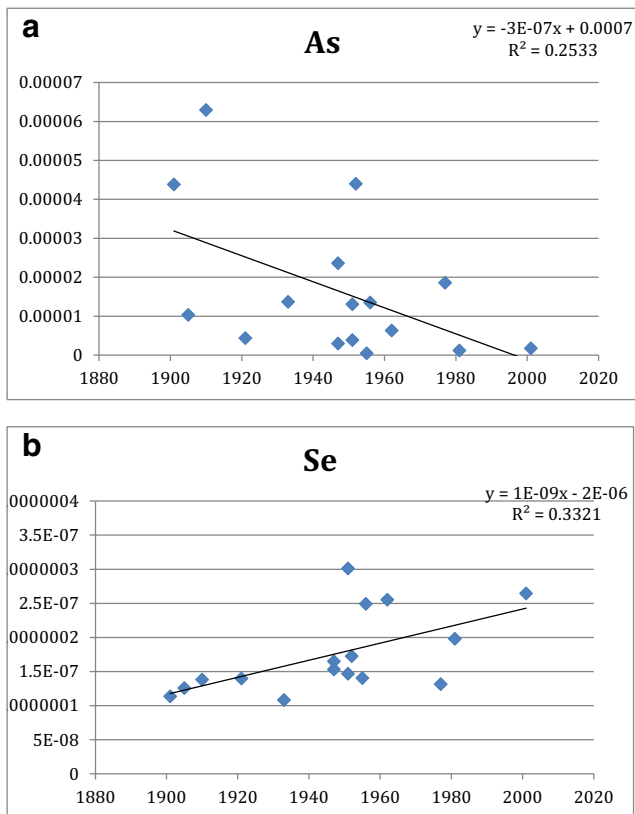 a
As
y = -3E-07x + 0.0007
R² = 0.2533
0.00007
0.00006
0.00005
0.00004
0.00003
0.00002
0.00001
0
1880 1900 1920 1940 1960 1980 2000 2020
b
Se
y = 1E-09x - 2E-06
R² = 0.3321
0000004
3.5E-07
0000003
2.5E-07
0000002
1.5E-07
0000001
5E-08
0
1880 1900 1920 1940 1960 1980 2000 2020